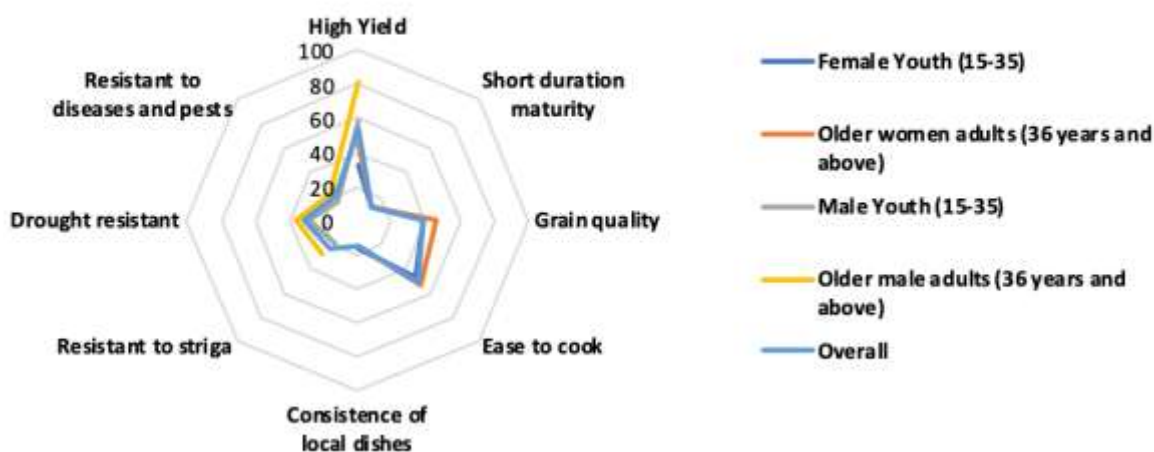 High Yield
100
80
60
40
20
0
Short duration
maturity
Grain quality
Ease to cook
Consistence of
local dishes
Resistant to striga
Drought resistant
Resistant to
diseases and pests
Female Youth (15-35)
Older women adults (36 years and
above)
Male Youth (15-35)
Older male adults (36 years and
above)
Overall